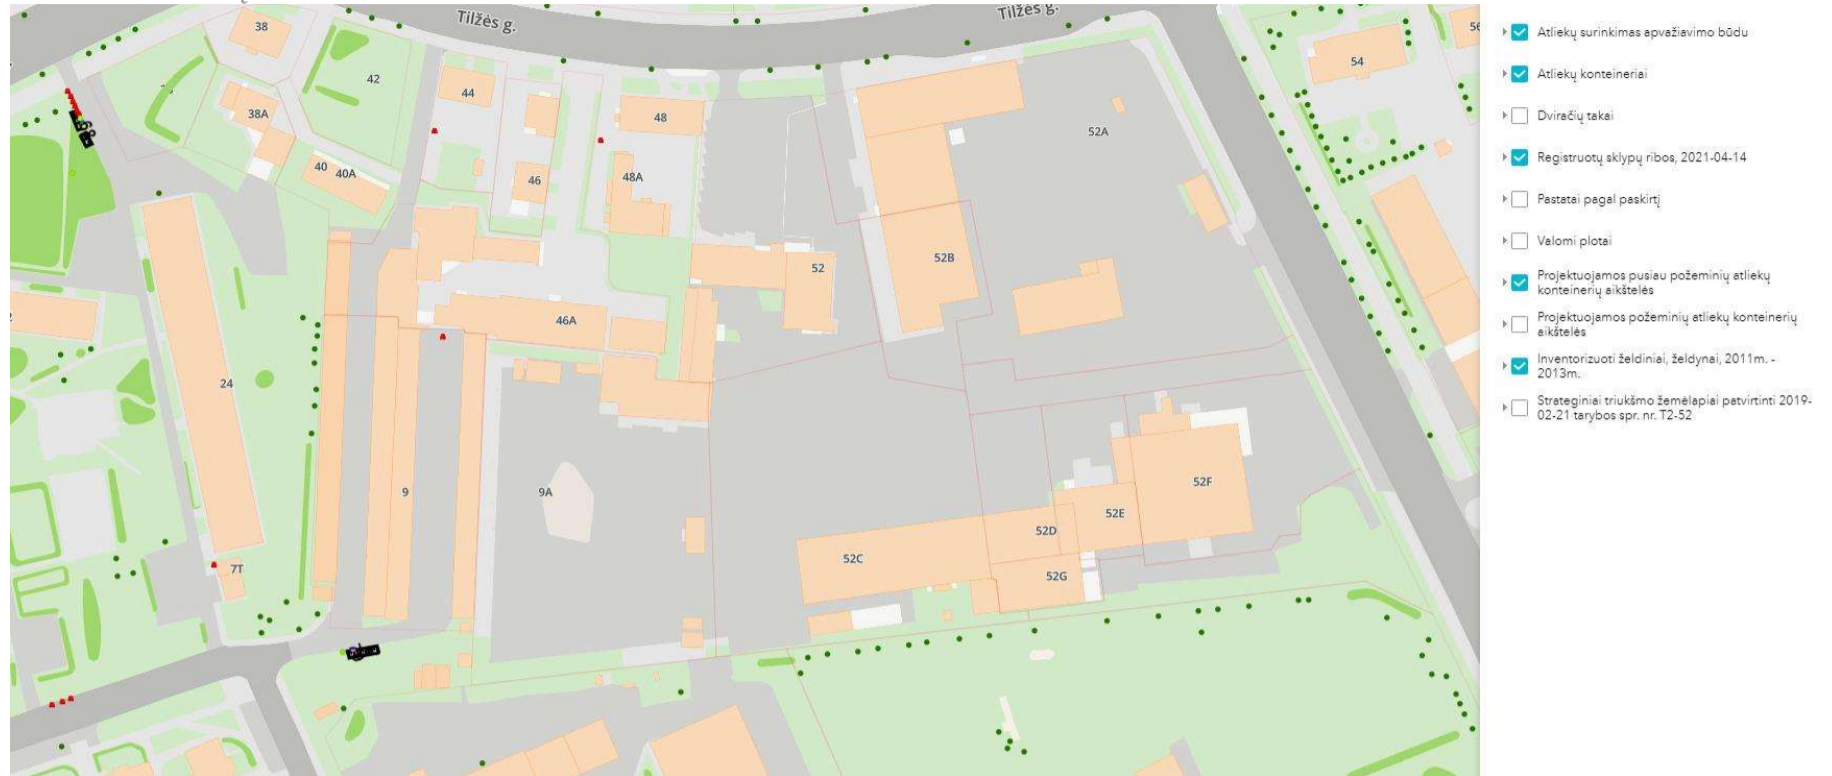 Tilžės g.
Tilžės g.
38
42
38A
44
48
40
40A
46
48A
52A
54
56
52
52B
46A
24
9
9A
52F
52E
52D
52C
52G
7T
Atliekų surinkimas apvažiavimo būdu
Atliekų konteineriai
Dviračių takai
Registruotų sklypų ribos, 2021-04-14
Pastatai pagal paskirtį
Valomi plotai
Projektuojamos pusiau požeminių atliekų
konteinerių aikštelės
Projektuojamos požeminių atliekų konteinerių
aikštelės
Inventorizuoti želdiniai, želdynai, 2011m. -
2013m.
Strateginiai triukšmo žemėlapiai patvirtinti 2019-
02-21 tarybos spr. nr. T2-52